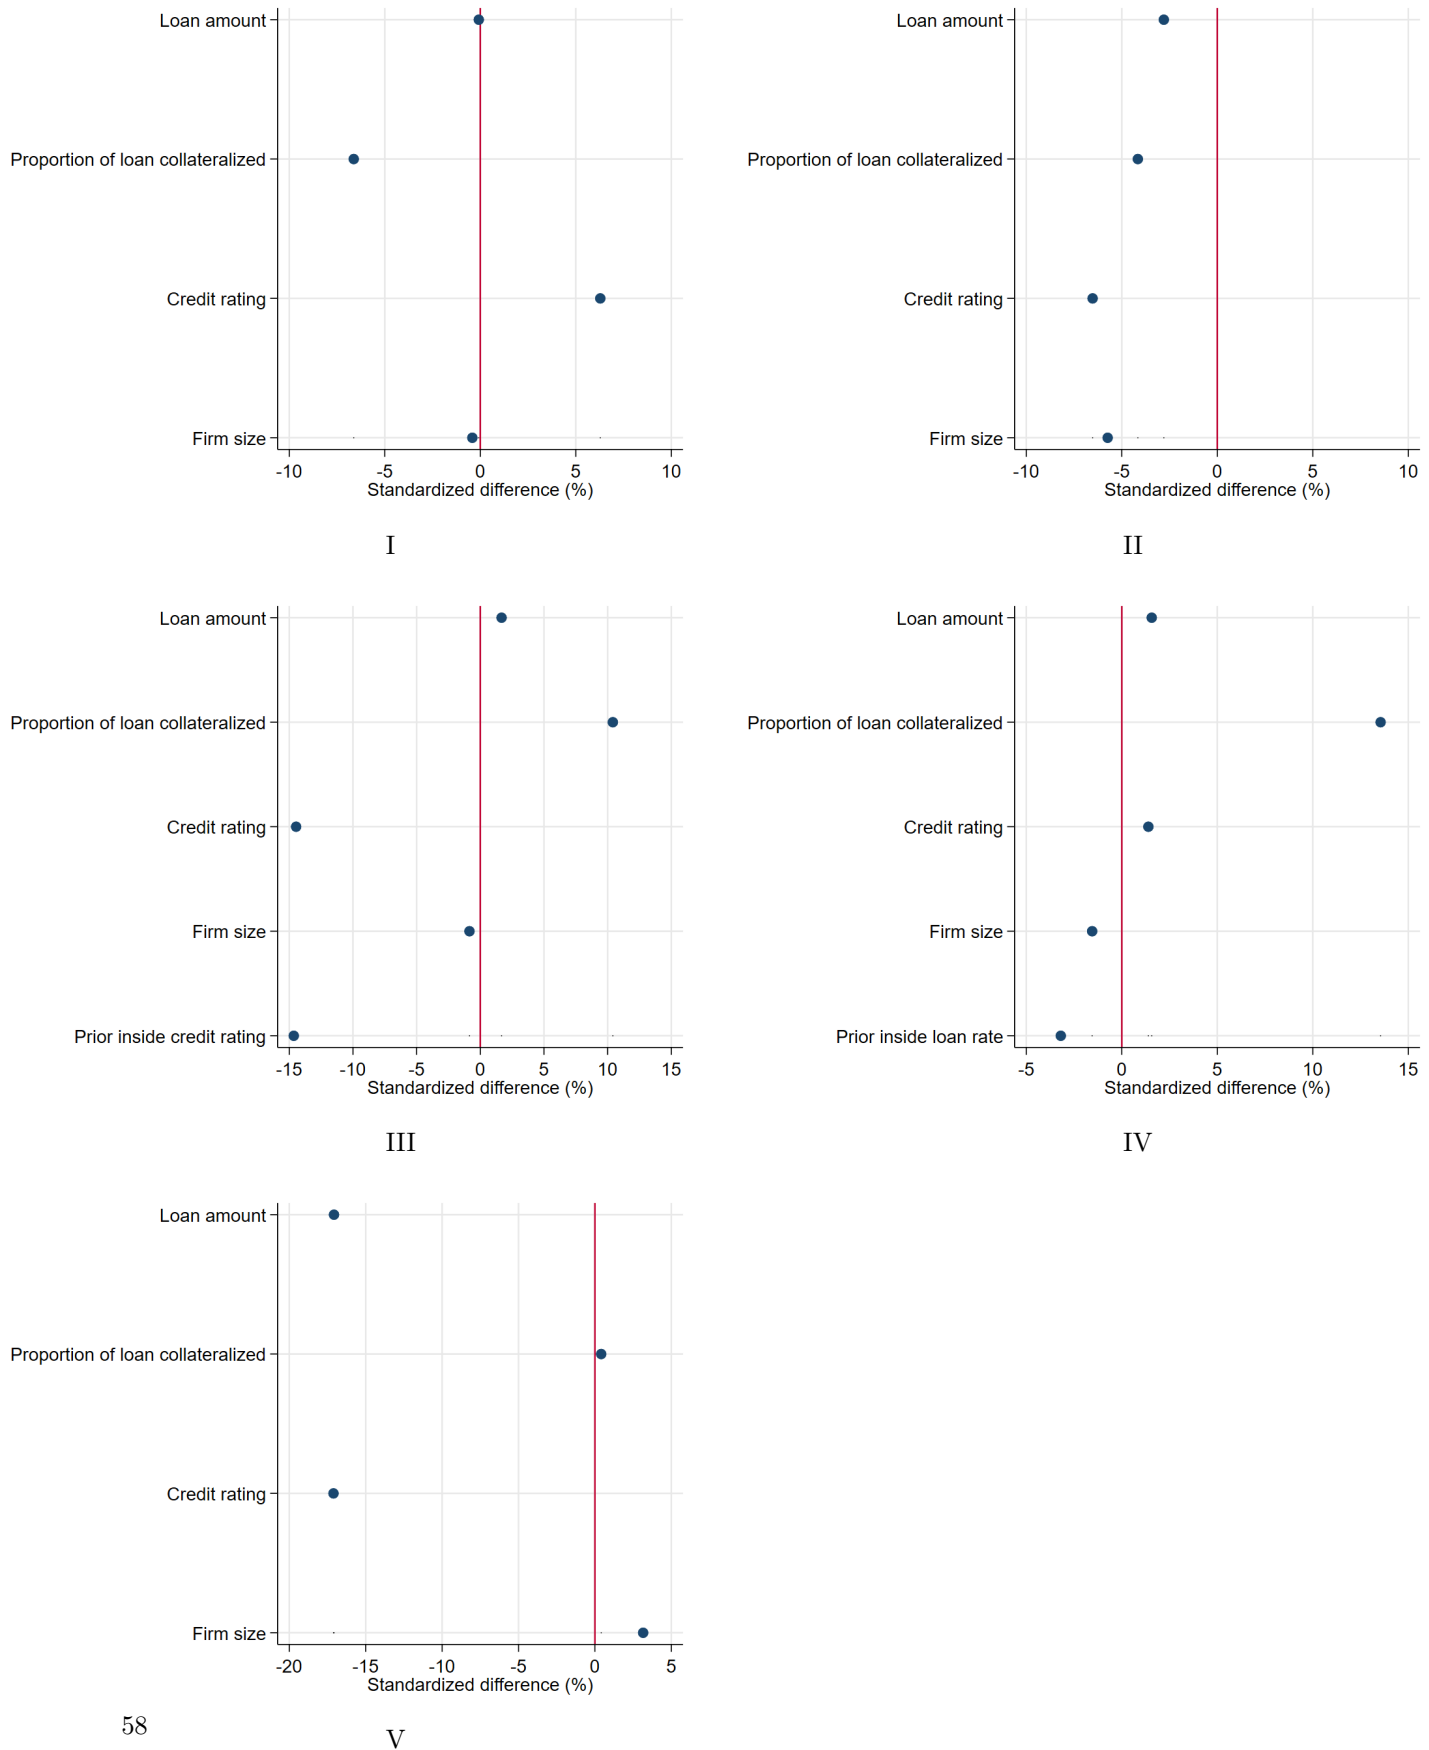 Loan amount
Proportion of loan collateralized
Credit rating
Firm size
-10 -5 0 5 10
Standardized difference (%)
I
Loan amount
Proportion of loan collateralized
Credit rating
Firm size
-10 -5 0 5 10
Standardized difference (%)
II
Loan amount
Proportion of loan collateralized
Credit rating
Firm size
Prior inside credit rating
-15 -10 -5 0 5 10 15
Standardized difference (%)
III
Loan amount
Proportion of loan collateralized
Credit rating
Firm size
Prior inside loan rate
-5 0 5 10 15
Standardized difference (%)
IV
Loan amount
Proportion of loan collateralized
Credit rating
Firm size
-20 -15 -10 -5 0 5
Standardized difference (%)
58
V